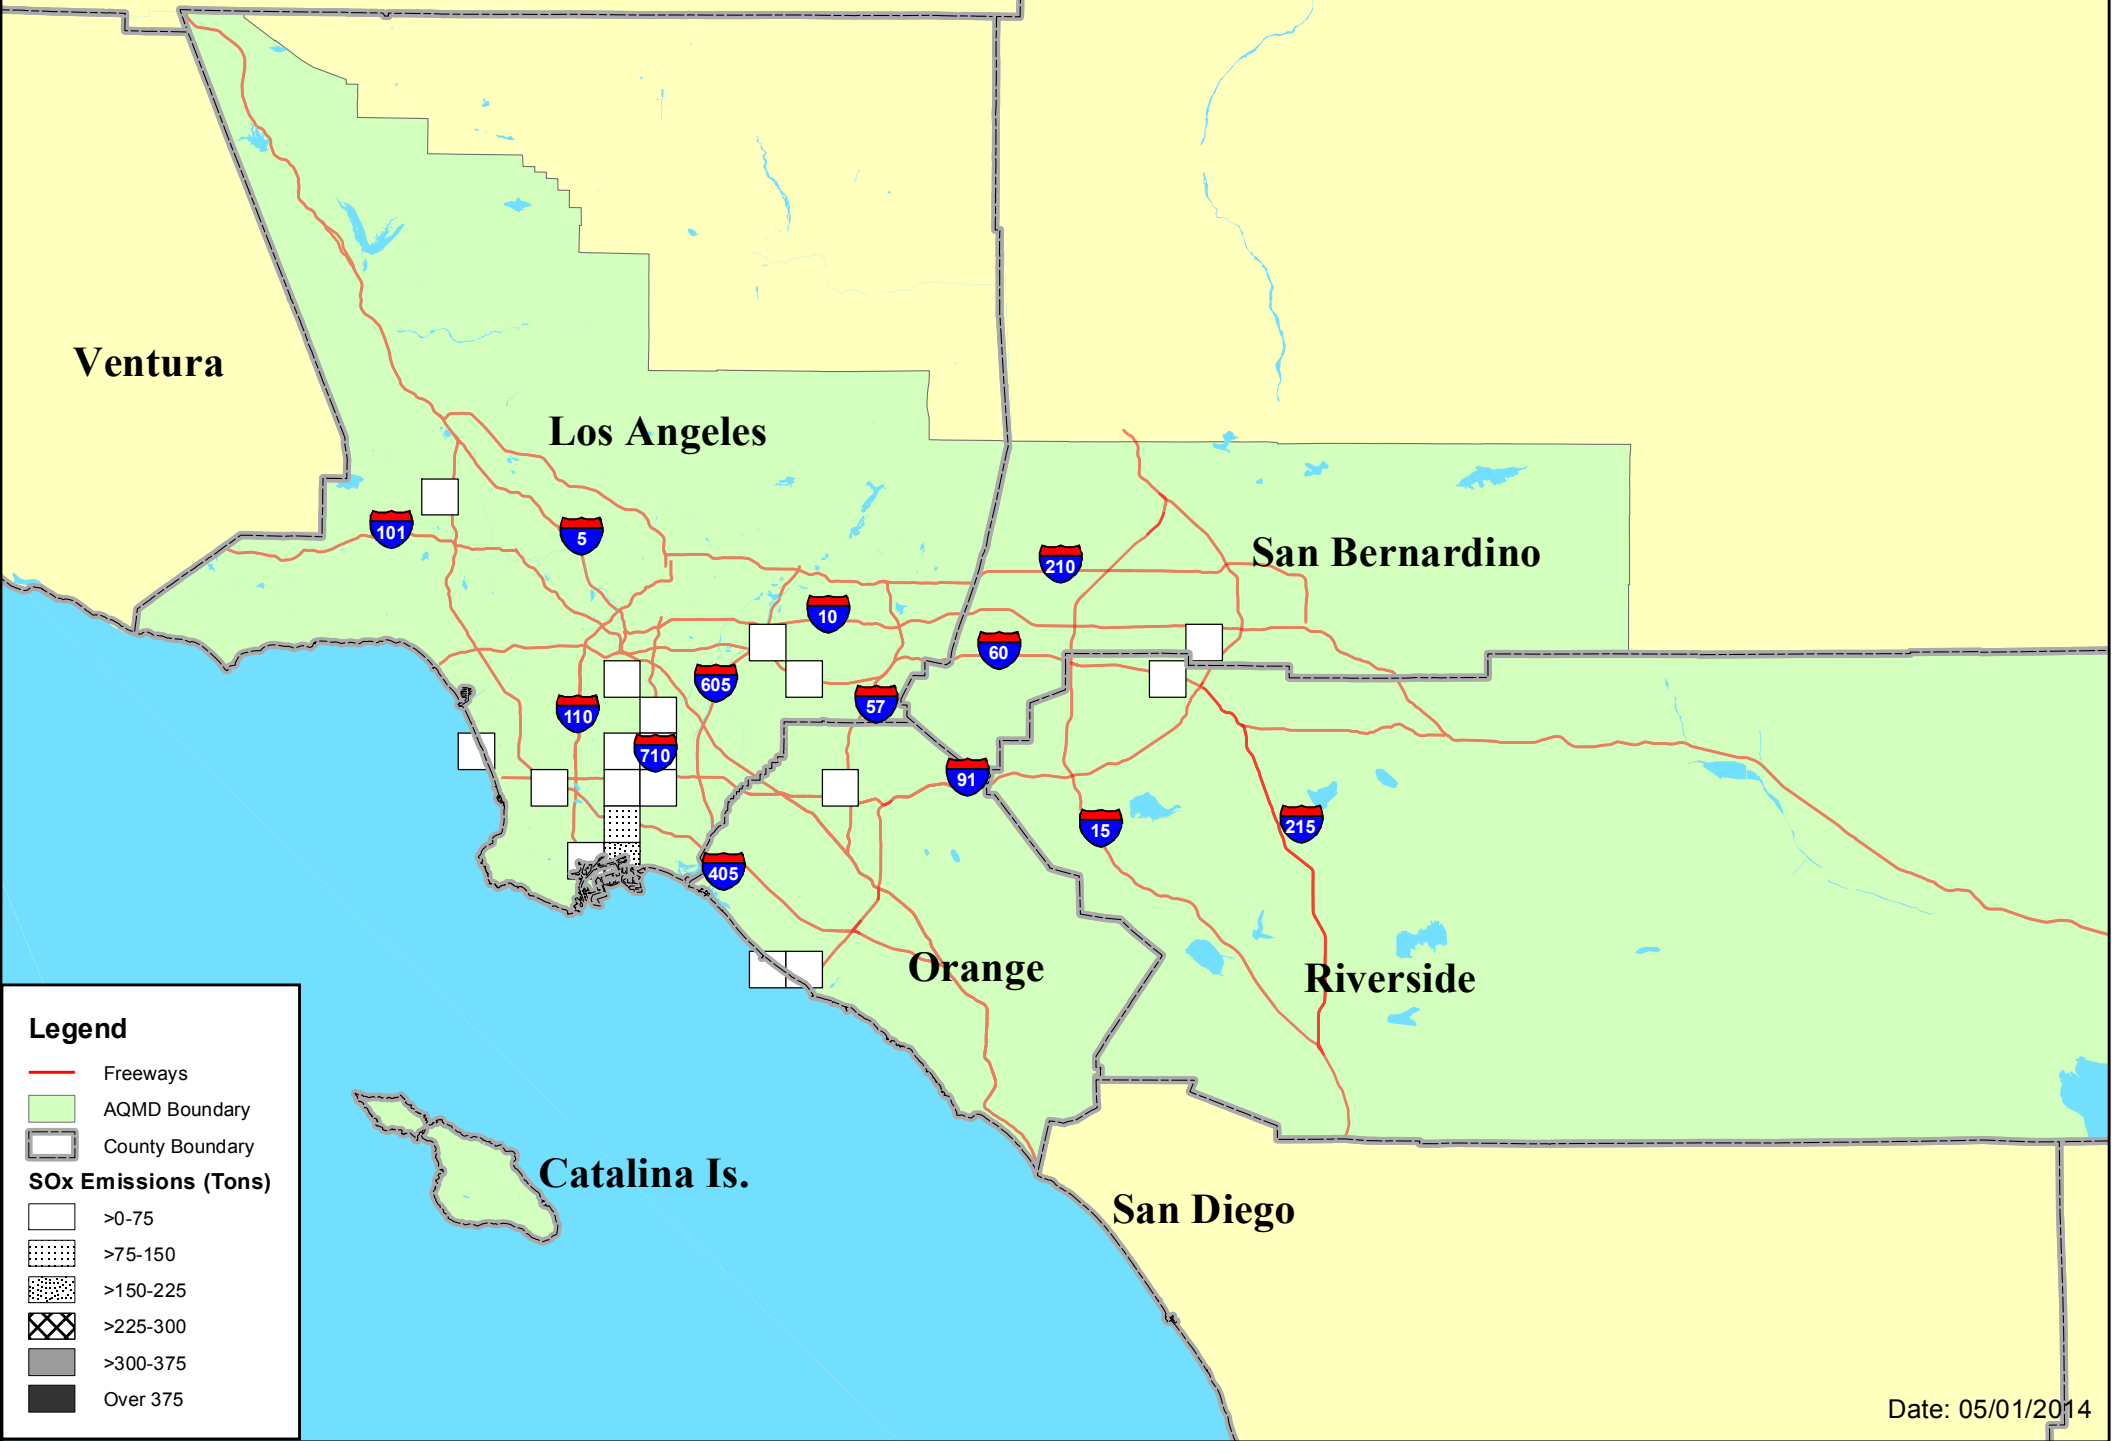 Ventura
Los Angeles
101
5
210
San Bernardino
10
60
605
57
110
710
91
15
215
405
Orange
Riverside
Legend
Freeways
AQMD Boundary
County Boundary
SOx Emissions (Tons)
>0-75
>75-150
>150-225
>225-300
>300-375
Over 375
Catalina Is.
San Diego
Date: 05/01/2014